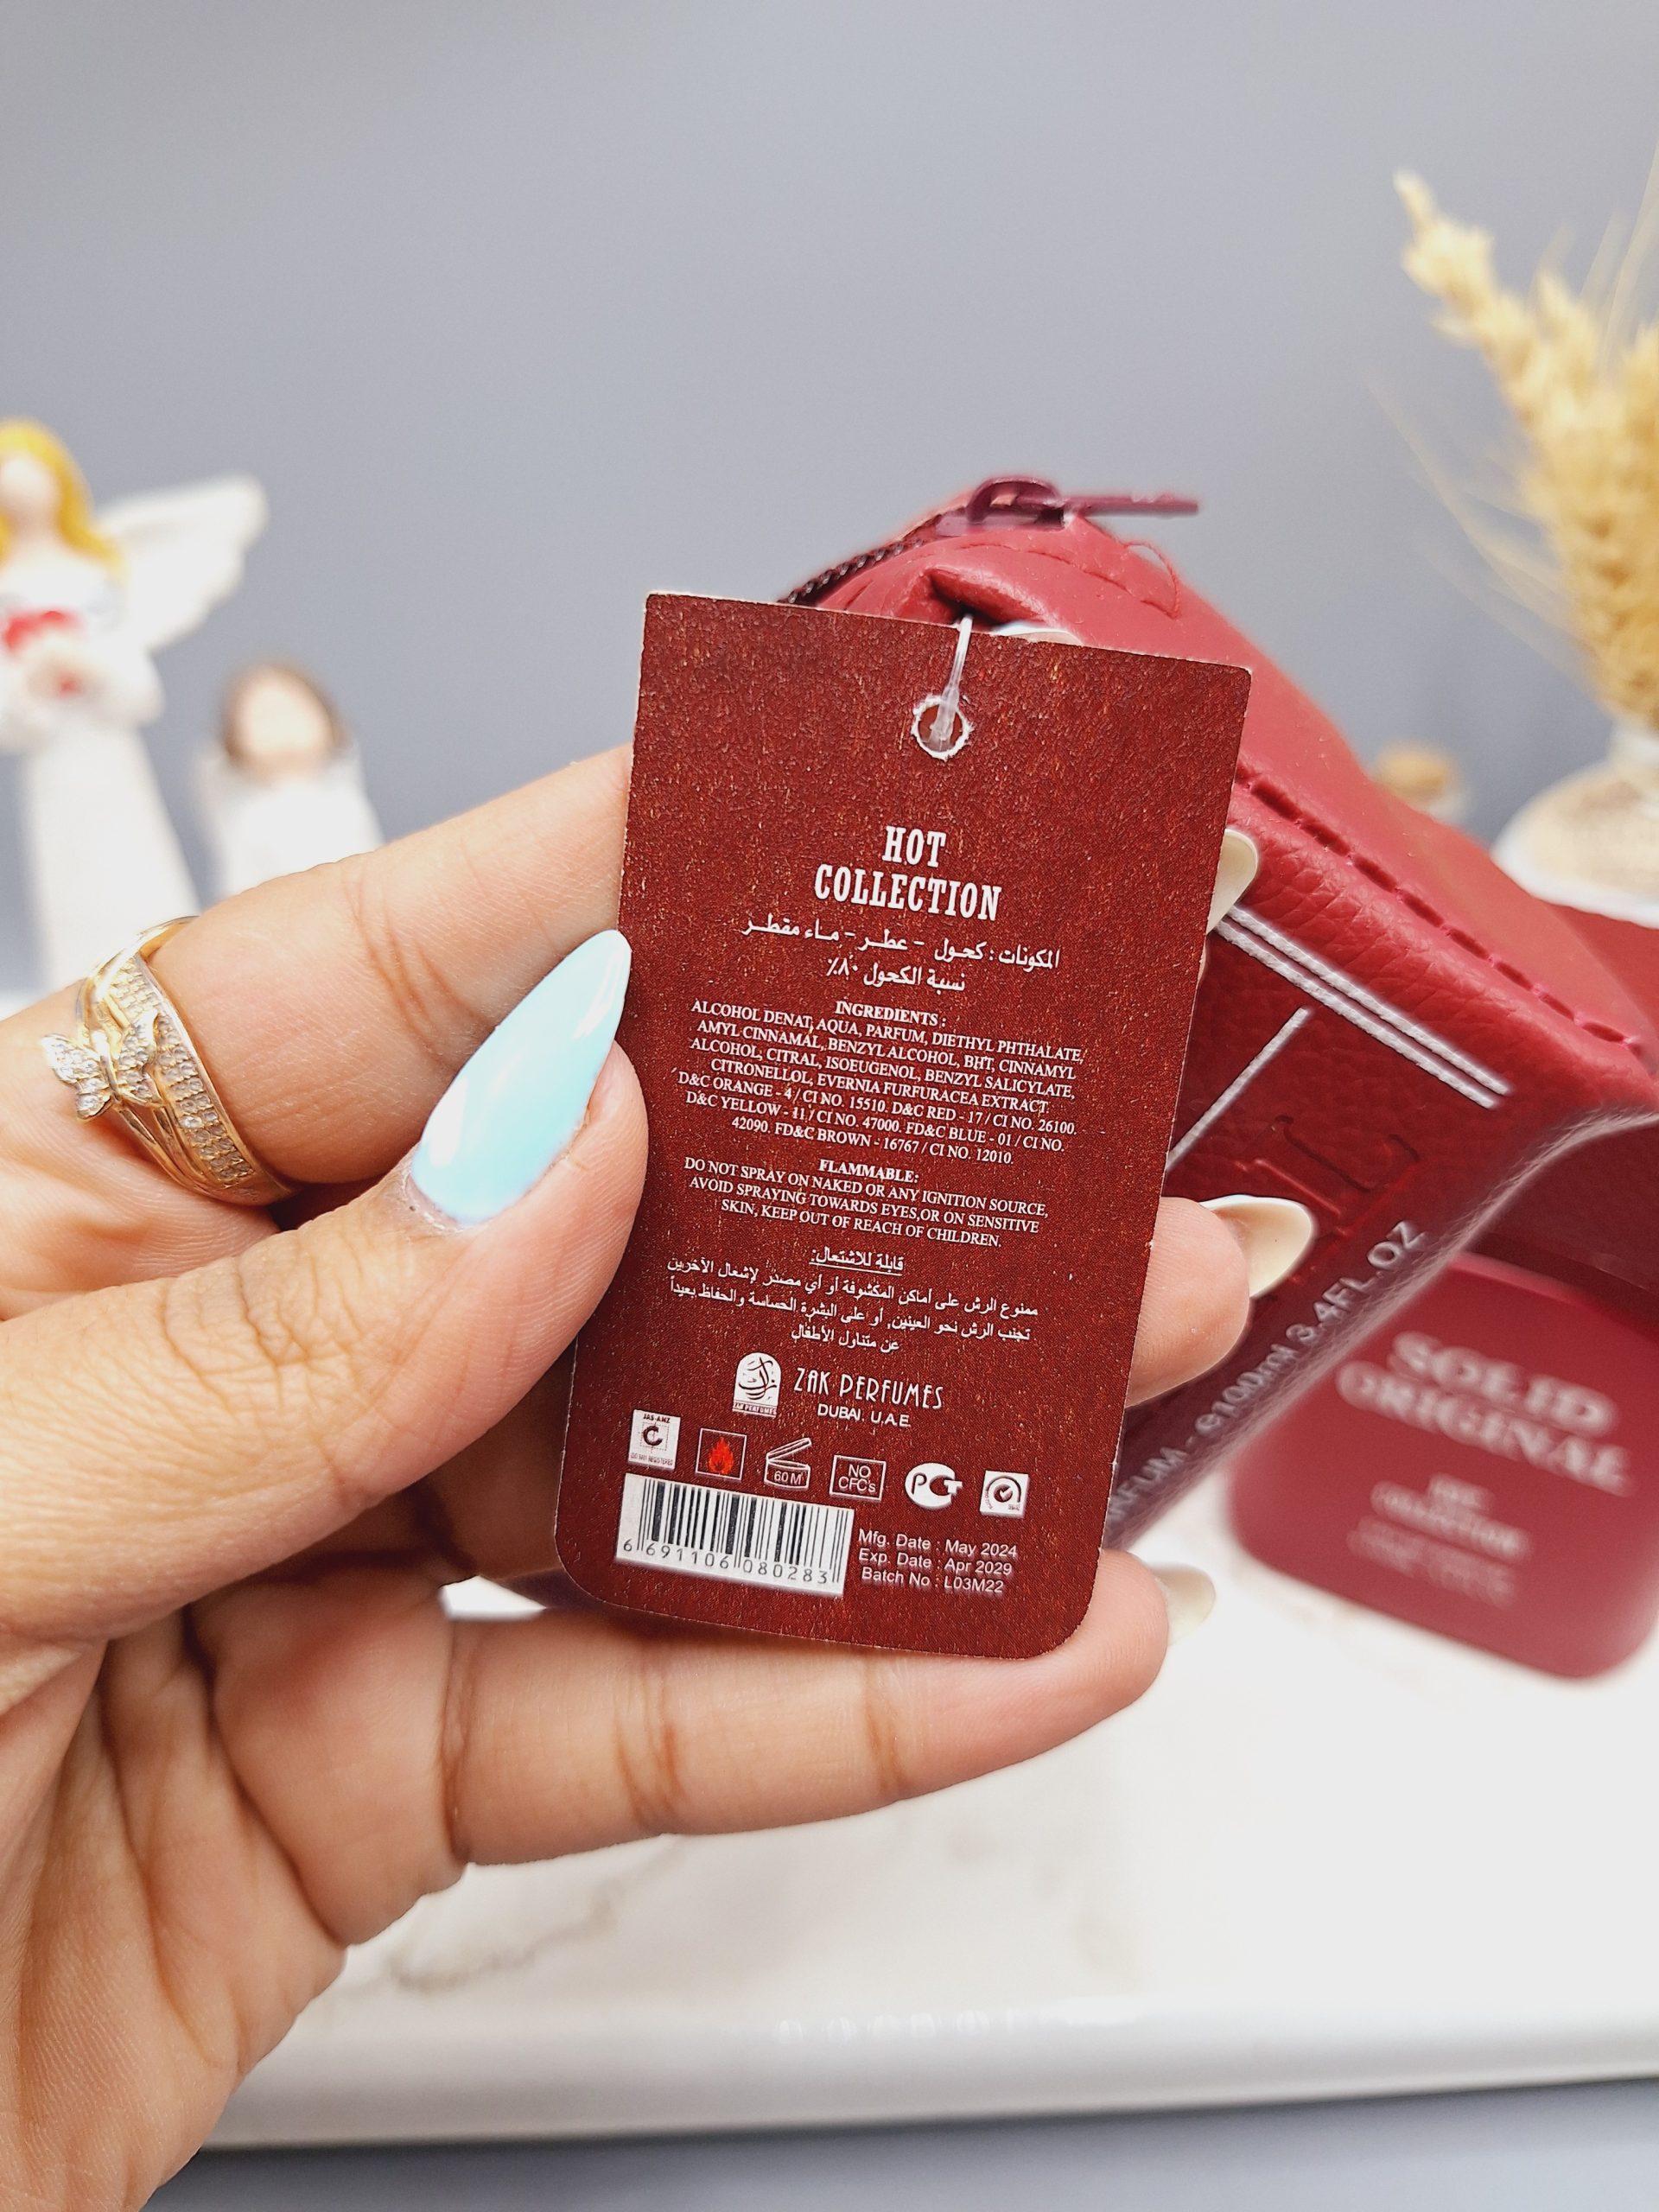 HOT
COLLECTION
المكونات : كحول - عطر - ماء مقطر
نسبة الكحول ٨٠٪
INGREDIENTS :
ALCOHOL DENAT, AQUA, PARFUM, DIETHYL PHTHALATE,
AMYL CINNAMAL, BENZYL ALCOHOL, BHT, CINNAMYL
ALCOHOL, CITRAL, ISOEUGENOL, BENZYL SALICYLATE,
CITRONELLOL, EVERNIA FURFURACEA EXTRACT.
D&C ORANGE - 4 / CI NO. 15510. D&C RED - 17 / CI NO. 26100.
D&C YELLOW - 11 / CI NO. 47000. FD&C BLUE - 01 / CI NO.
42090. FD&C BROWN - 16767 / CI NO. 12010.
FLAMMABLE:
DO NOT SPRAY ON NAKED OR ANY IGNITION SOURCE,
AVOID SPRAYING TOWARDS EYES,OR ON SENSITIVE
SKIN, KEEP OUT OF REACH OF CHILDREN.
قابلة للاشتعال:
ممنوع الرش على أماكن المكشوفة أو أي مصدر لإشعال الآخرين
تجنب الرش نحو العينين, أو على البشرة الحساسة والحفاظ بعيداً
عن متناول الأطفال
ZAK PERFUMES
DUBAI. U.A.E.
JAS-ANZ
60 M
NO
CFC's
Mfg. Date : May 2024
Exp. Date : Apr 2029
Batch No : L03M22
6 691106 080283
L
e100ml 3.4FL.OZ
SOLID
ORIGINAL
HOT
COLLECTION